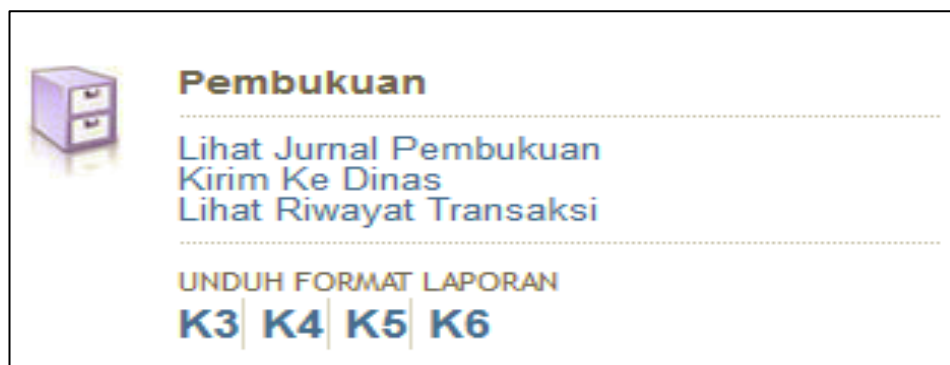 Pembukuan
Lihat Jurnal Pembukuan
Kirim Ke Dinas
Lihat Riwayat Transaksi
UNDUH FORMAT LAPORAN
K3 K4 K5 K6